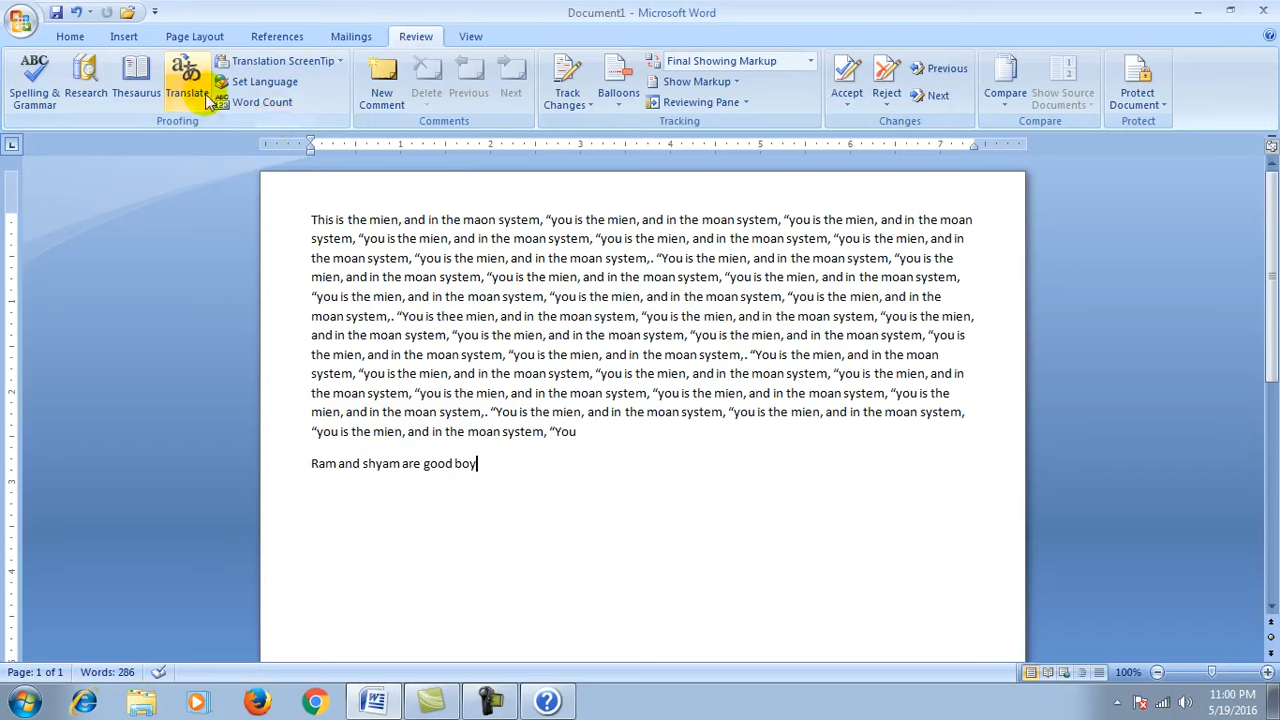 Document1 - Microsoft Word
Home Insert Page Layout References Mailings Review View
Spelling & Grammar
Research
Thesaurus
Translate
Translation ScreenTip
Set Language
Word Count
Proofing
New Comment
Delete
Previous
Next
Comments
Track Changes
Balloons
Final Showing Markup
Show Markup
Reviewing Pane
Tracking
Accept
Reject
Previous
Next
Changes
Compare
Show Source Documents
Compare
Protect Document
Protect
1 2 3 4 5 6 7
This is the mien, and in the maon system, “you is the mien, and in the moan system, “you is the mien, and in the moan
system, “you is the mien, and in the moan system, “you is the mien, and in the moan system, “you is the mien, and in
the moan system, “you is the mien, and in the moan system,. “You is the mien, and in the moan system, “you is the
mien, and in the moan system, “you is the mien, and in the moan system, “you is the mien, and in the moan system,
“you is the mien, and in the moan system, “you is the mien, and in the moan system, “you is the mien, and in the
moan system,. “You is thee mien, and in the moan system, “you is the mien, and in the moan system, “you is the mien,
and in the moan system, “you is the mien, and in the moan system, “you is the mien, and in the moan system, “you is
the mien, and in the moan system, “you is the mien, and in the moan system,. “You is the mien, and in the moan
system, “you is the mien, and in the moan system, “you is the mien, and in the moan system, “you is the mien, and in
the moan system, “you is the mien, and in the moan system, “you is the mien, and in the moan system, “you is the
mien, and in the moan system,. “You is the mien, and in the moan system, “you is the mien, and in the moan system,
“you is the mien, and in the moan system, “You
Ram and shyam are good boy
1
2
3
4
Page: 1 of 1 Words: 286 100%
11:00 PM
5/19/2016